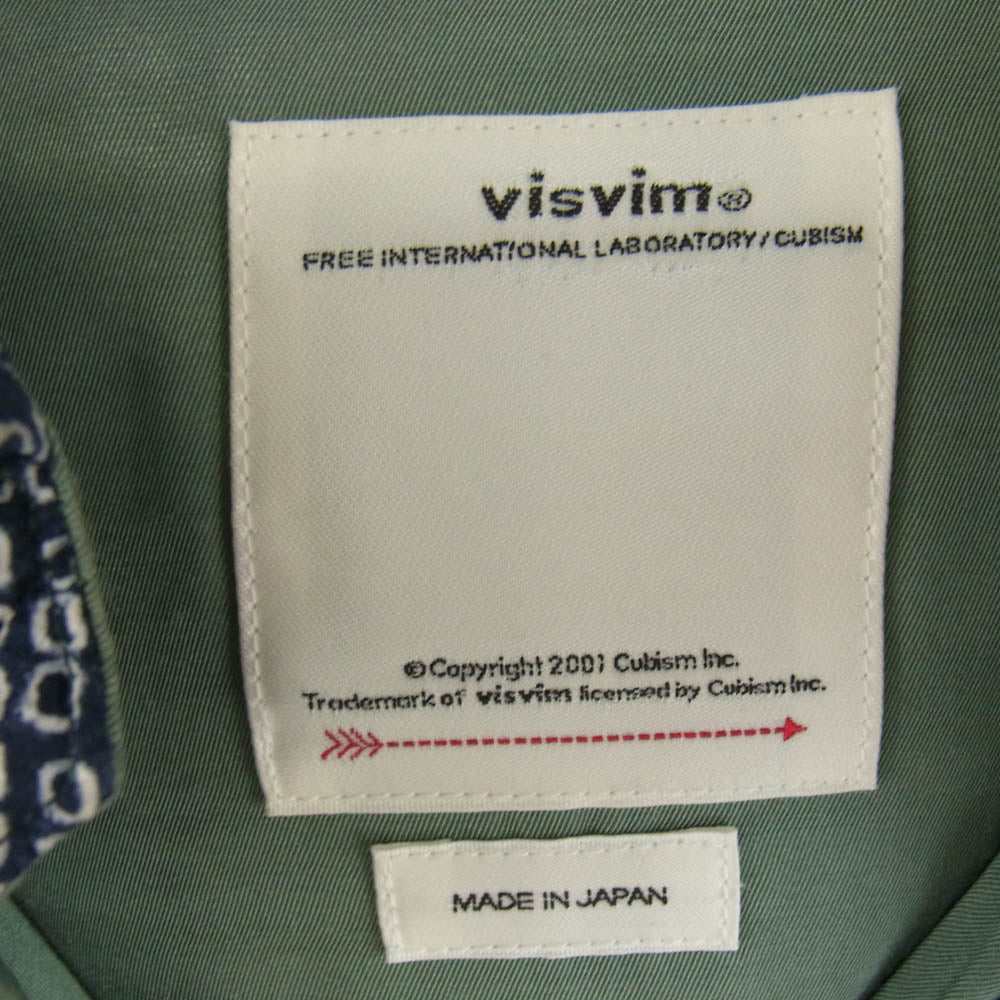 visvim®
FREE INTERNATIONAL LABORATORY/CUBISM
© Copyright 2001 Cubism Inc.
Trademark of visvim licensed by Cubism Inc.
MADE IN JAPAN